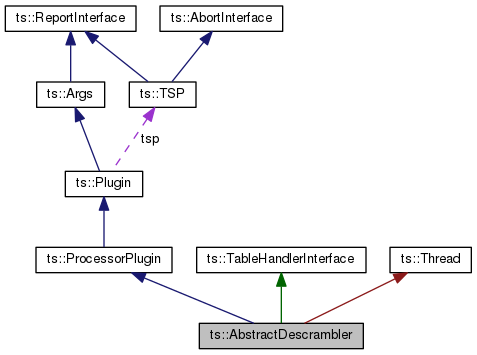 ts::ReportInterface
ts::AbortInterface
ts::Args
ts::TSP
tsp
ts::Plugin
ts::ProcessorPlugin
ts::TableHandlerInterface
ts::Thread
ts::AbstractDescrambler